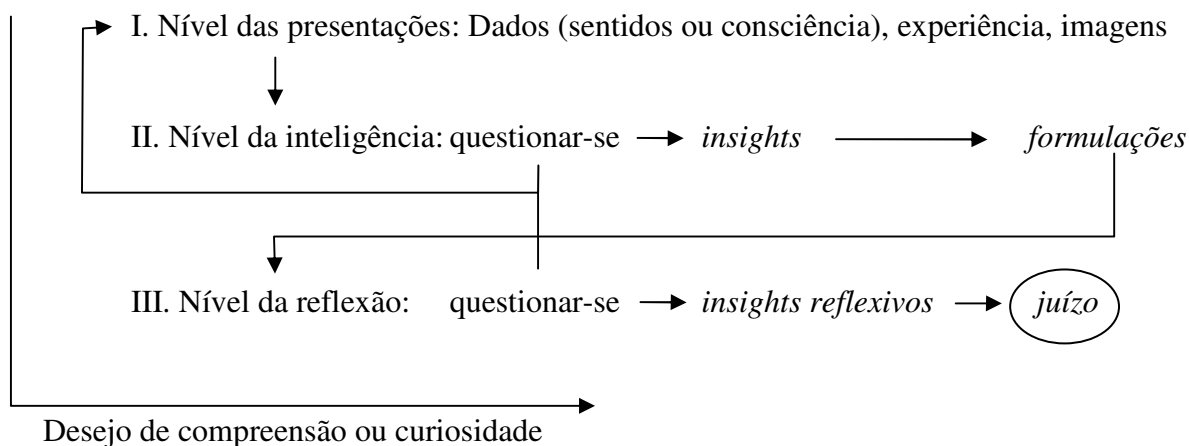 I. Nível das presentações: Dados (sentidos ou consciência), experiência, imagens
II. Nível da inteligência: questionar-se insights formulações
III. Nível da reflexão: questionar-se insights reflexivos juízo
Desejo de compreensão ou curiosidade